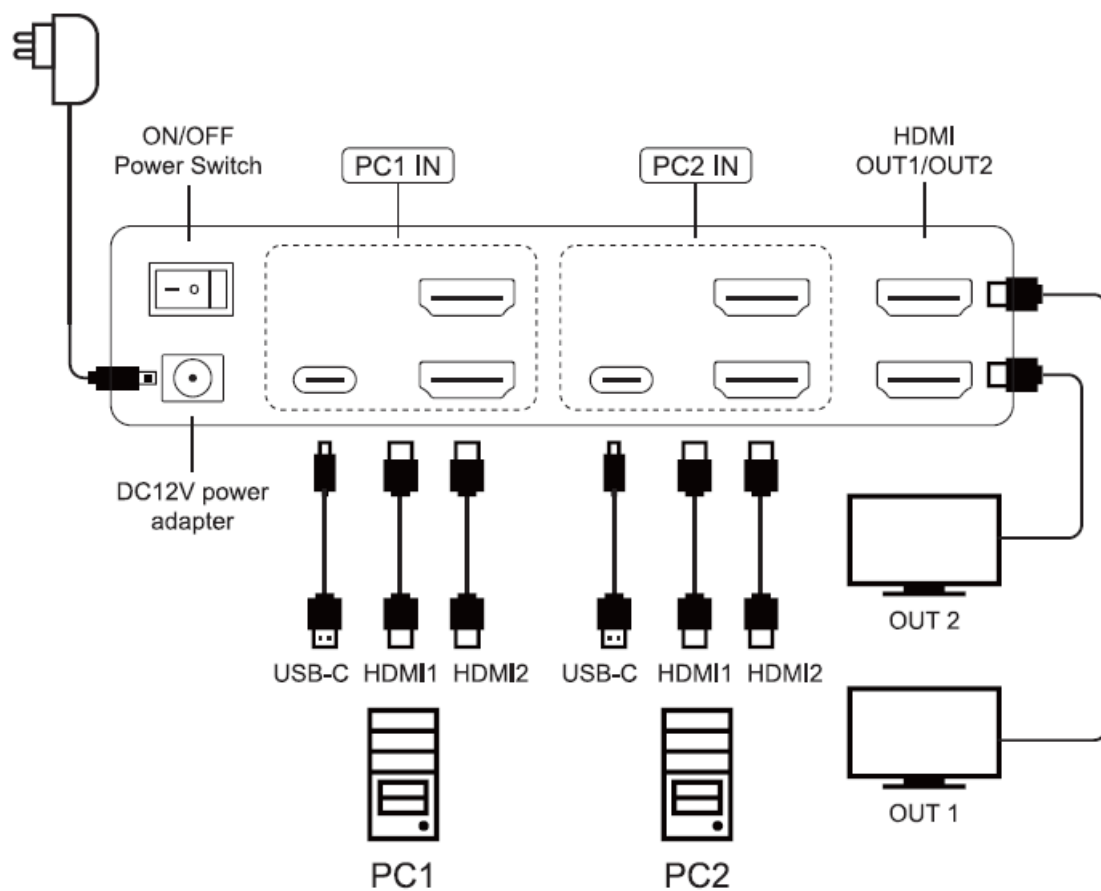 ON/OFF
Power Switch
PC1 IN
PC2 IN
HDMI
OUT1/OUT2
DC12V power
adapter
USB-C HDMI1 HDMI2
USB-C HDMI1 HDMI2
OUT 2
OUT 1
PC1
PC2